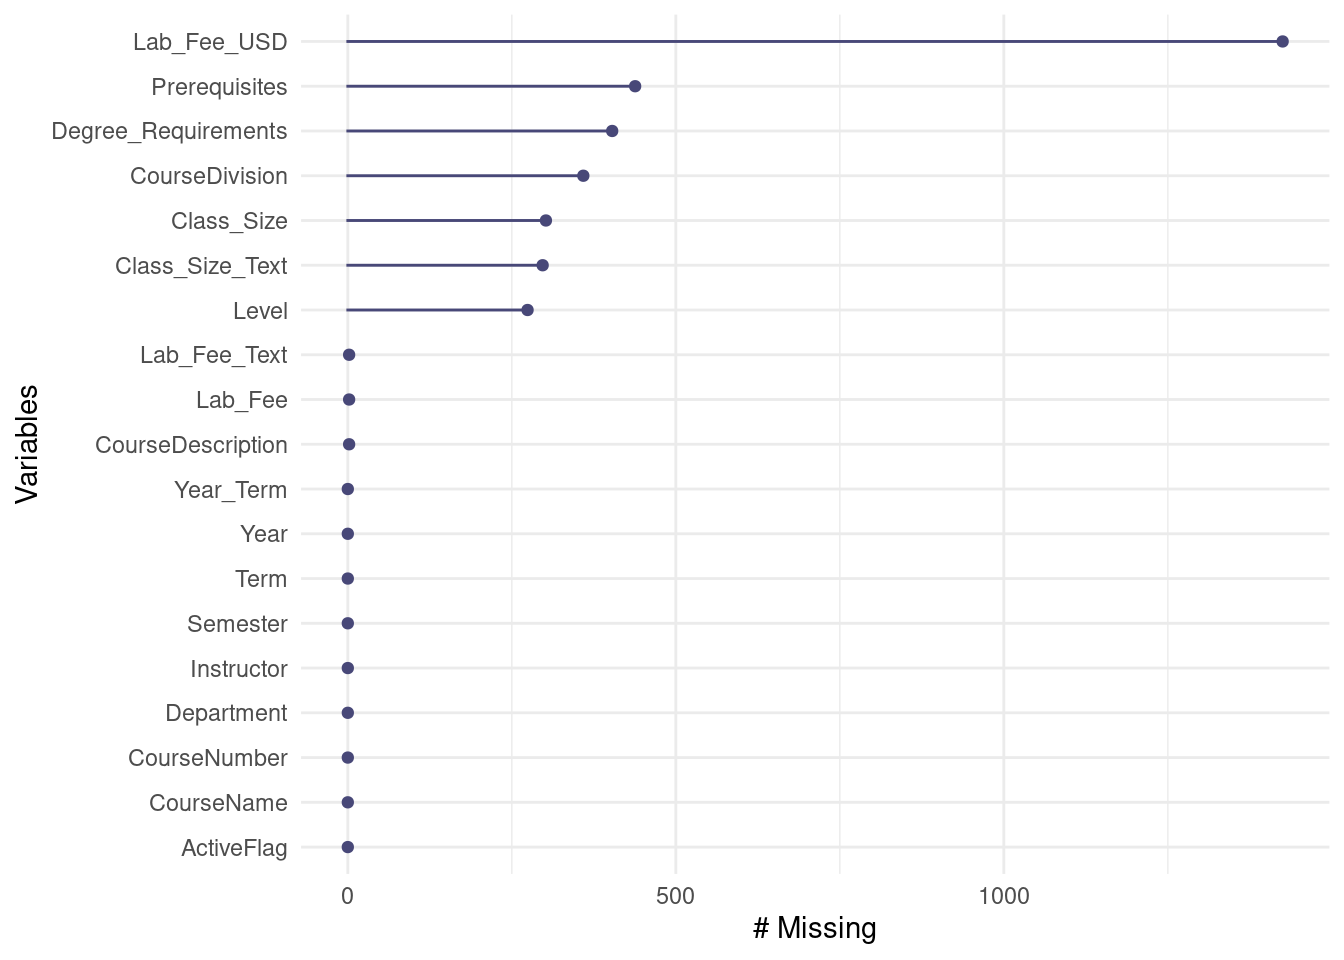 Lab_Fee_USD
Prerequisites
Degree_Requirements
CourseDivision
Class_Size
Class_Size_Text
Level
Lab_Fee_Text
Lab_Fee
CourseDescription
Year_Term
Year
Term
Semester
Instructor
Department
CourseNumber
CourseName
ActiveFlag
Variables
0 500 1000
# Missing